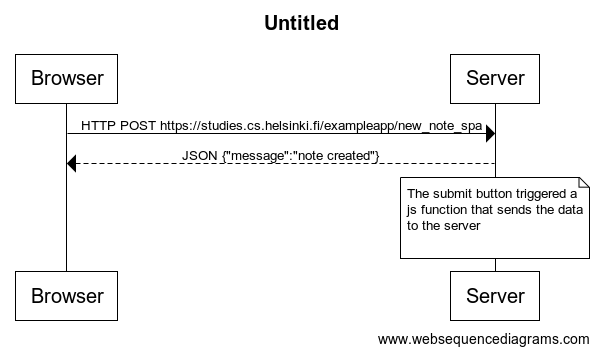 Untitled
Browser
Server
HTTP POST https://studies.cs.helsinki.fi/exampleapp/new_note_spa
JSON {"message":"note created"}
The submit button triggered a
js function that sends the data
to the server
Browser
Server
www.websequencediagrams.com